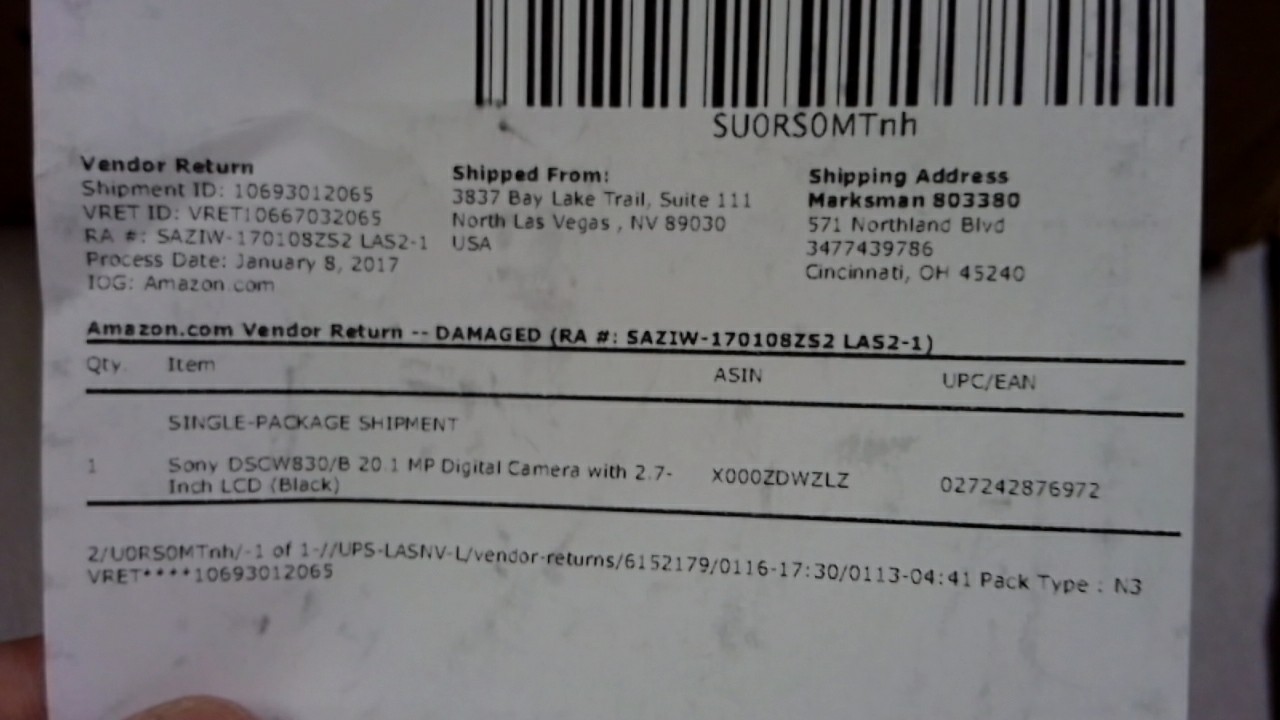 SU0RS0MTnh
Vendor Return
Shipment ID: 10693012065
VRET ID: VRET10667032065
RA #: SAZIW-170108ZS2 LAS2-1
Process Date: January 8, 2017
IOG: Amazon.com
Shipped From:
3837 Bay Lake Trail, Suite 111
North Las Vegas , NV 89030
USA
Shipping Address
Marksman 803380
571 Northland Blvd
3477439786
Cincinnati, OH 45240
Amazon.com Vendor Return -- DAMAGED (RA #: SAZIW-170108ZS2 LAS2-1)
Qty. Item ASIN UPC/EAN
SINGLE-PACKAGE SHIPMENT
1 Sony DSCW830/B 20.1 MP Digital Camera with 2.7- X000ZDWZLZ 027242876972
Inch LCD (Black)
2/U0RS0MTnh/-1 of 1-//UPS-LASNV-L/vendor-returns/6152179/0116-17:30/0113-04:41 Pack Type : N3
VRET****10693012065